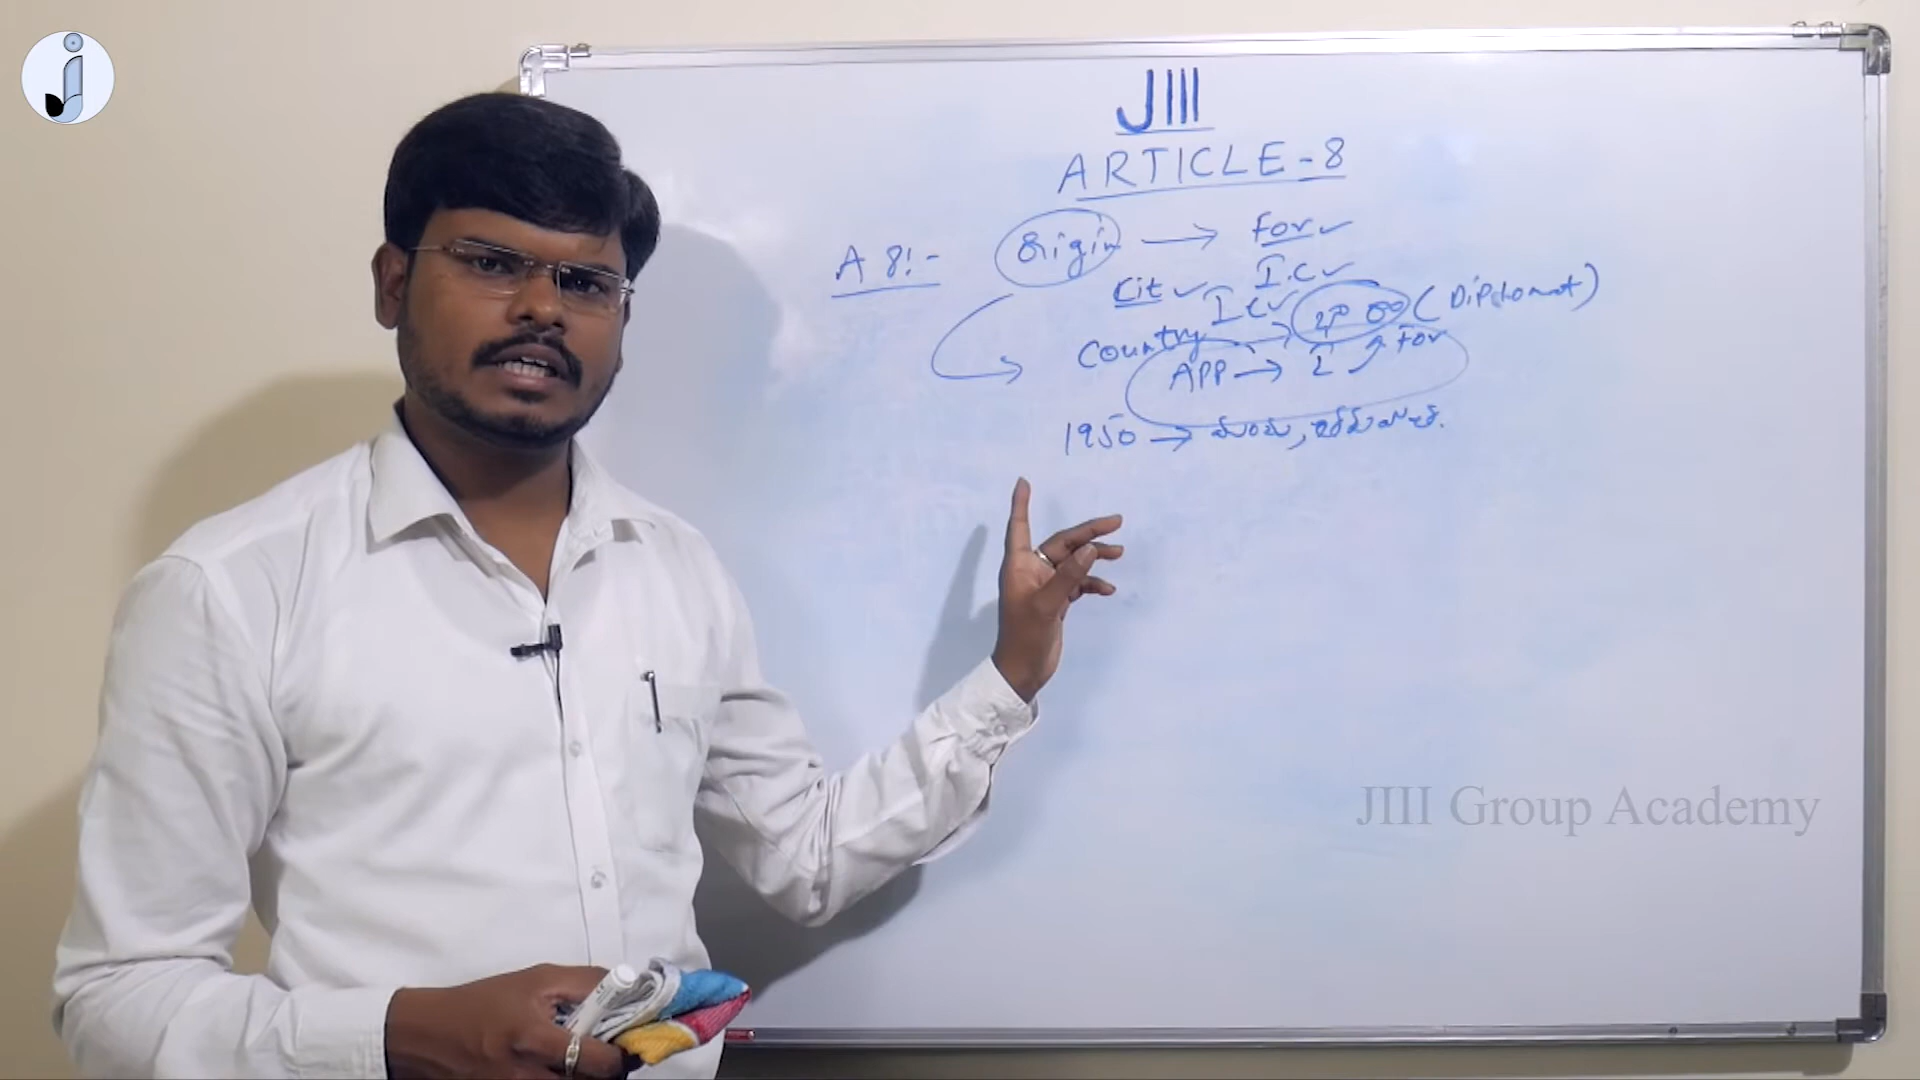 JIII
ARTICLE-8
A 8:- Origin → For ✓
Cit ✓ I.C ✓
I C ✓
Country → (Diplomat)
APP → I For
1950 →
JIII Group Academy